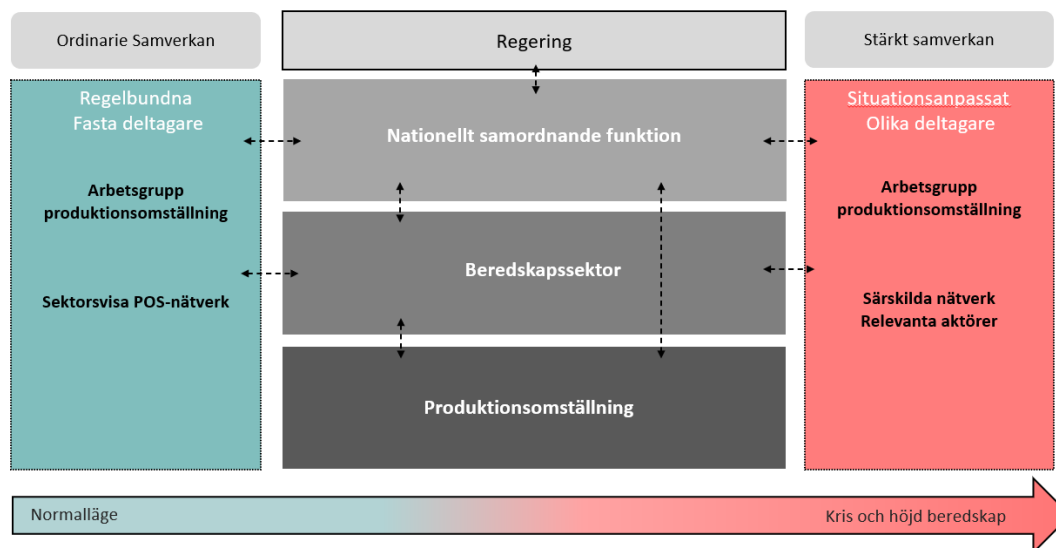 Ordinarie Samverkan
Regering
Stärkt samverkan
Regelbundna
Fasta deltagare
Arbetsgrupp
produktionsomställning
Sektorsvisa POS-nätverk
Nationellt samordnande funktion
Beredskapssektor
Produktionsomställning
Situationsanpassat
Olika deltagare
Arbetsgrupp
produktionsomställning
Särskilda nätverk
Relevanta aktörer
Normalläge
Kris och höjd beredskap